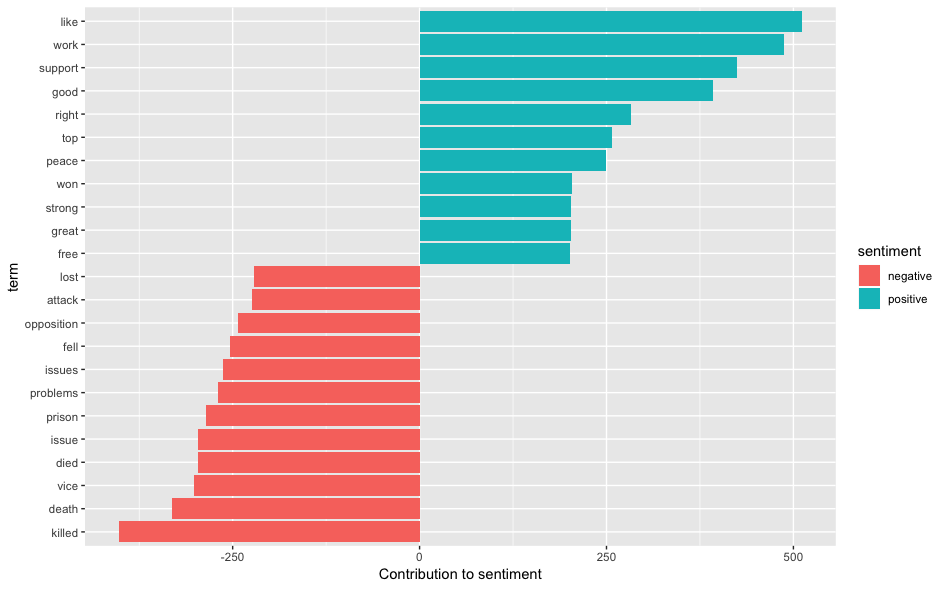 like
work
support
good
right
top
peace
won
strong
great
free
lost
attack
opposition
fell
issues
problems
prison
issue
died
vice
death
killed
term
-250
0
250
500
Contribution to sentiment
sentiment
negative
positive